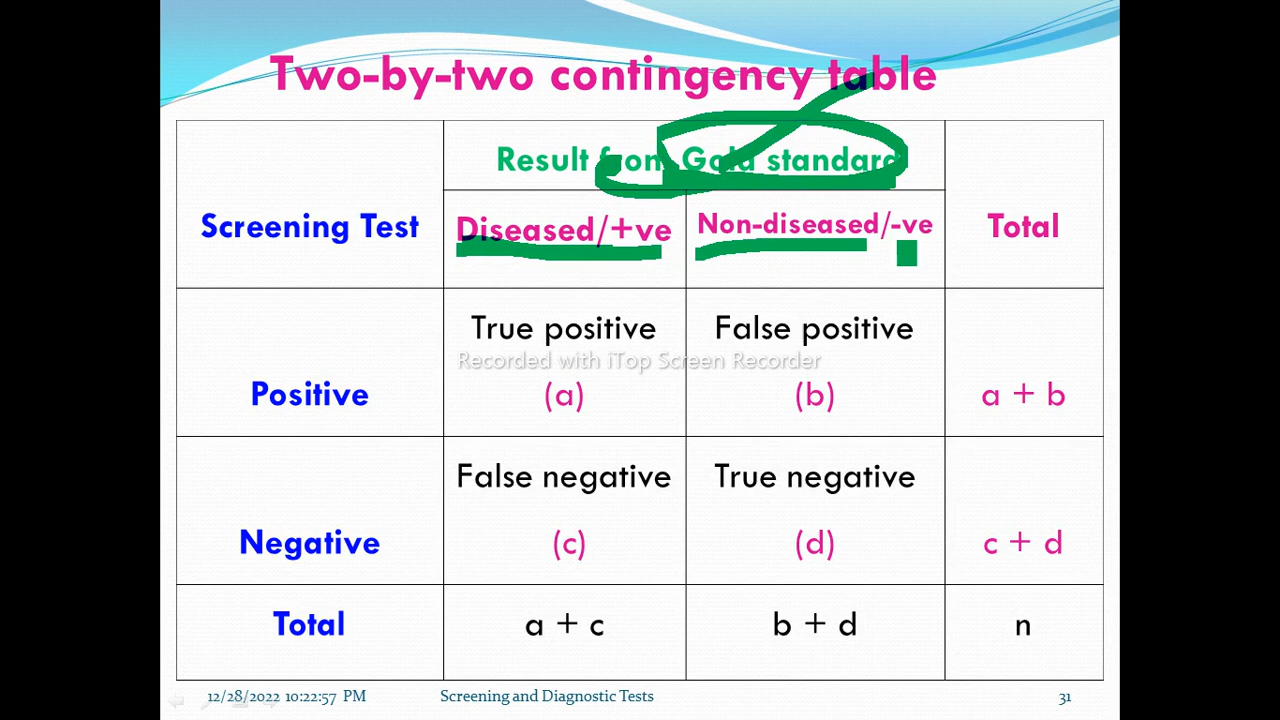 Two-by-two contingency table
Result from Gold standard
Screening Test Diseased/+ve Non-diseased/-ve Total
True positive False positive
Recorded with iTop Screen Recorder
Positive (a) (b) a + b
False negative True negative
Negative (c) (d) c + d
Total a + c b + d n
12/28/2022 10:22:57 PM Screening and Diagnostic Tests 31